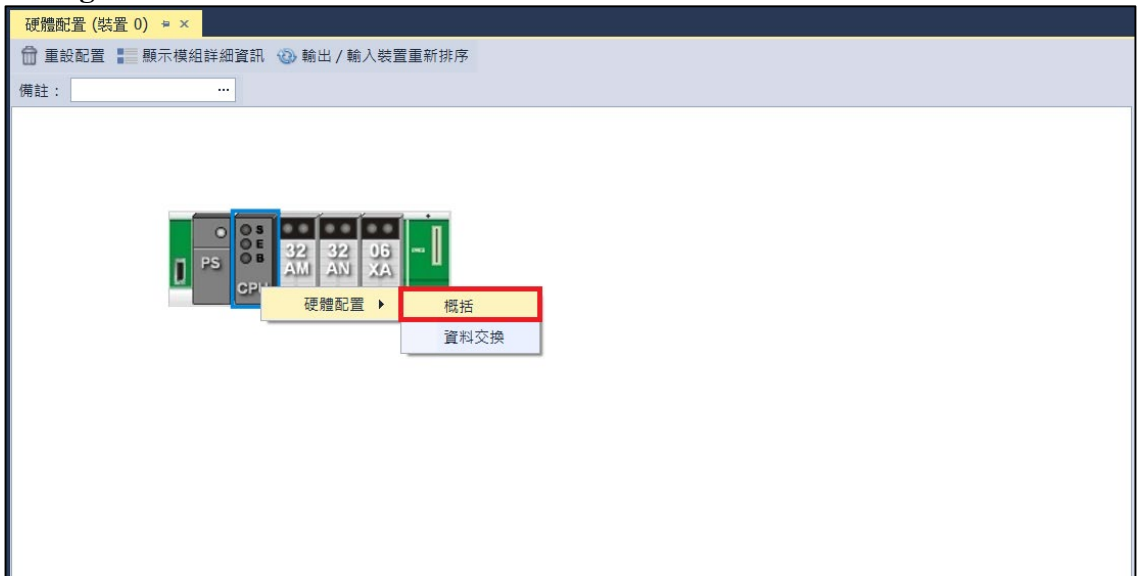 硬體配置 (裝置 0)
重設配置 顯示模組詳細資訊 輸出 / 輸入裝置重新排序
備註： ...
S
E
B
PS
CPU
32 AM
32 AN
06 XA
硬體配置
概括
資料交換